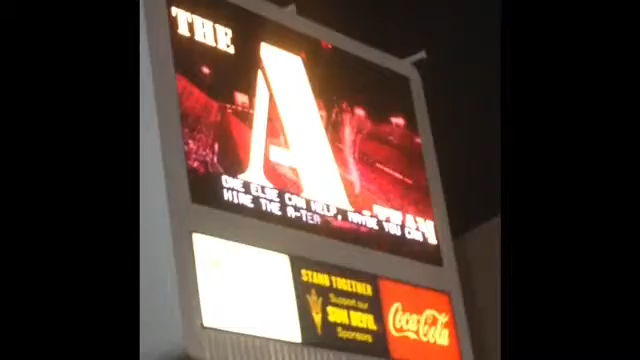 THE
A
ONE ELSE CAN HELP, MAYBE YOU CAN
HIRE THE A-TEA
STAND TOGETHER
Support our
SUN DEVIL
Sponsors
Coca-Cola